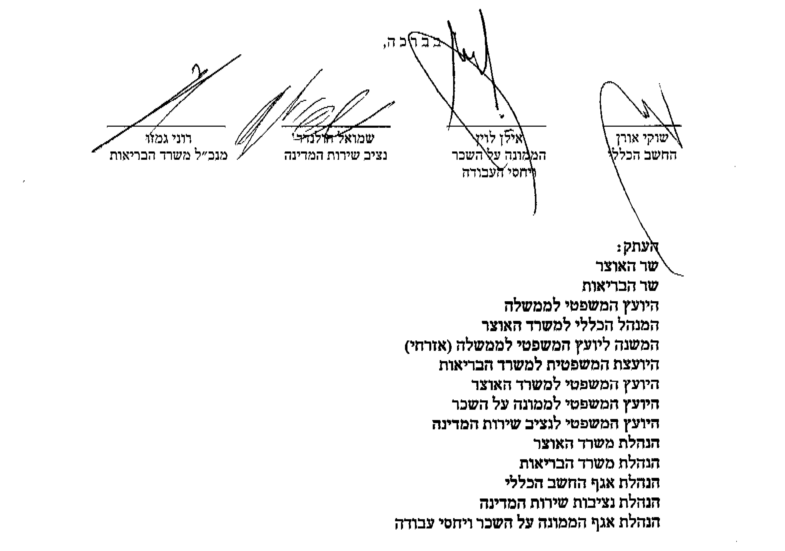 בברכה,
שוקי אורן
החשב הכללי
אילן לוין
הממונה על השכר
ויחסי העבודה
שמואל הולנדר
נציב שירות המדינה
רוני גמזו
מנכ״ל משרד הבריאות
העתק:
שר האוצר
שר הבריאות
היועץ המשפטי לממשלה
המנהל הכללי למשרד האוצר
המשנה ליועץ המשפטי לממשלה (אזרחי)
היועצת המשפטית למשרד הבריאות
היועץ המשפטי למשרד האוצר
היועץ המשפטי לממונה על השכר
היועץ המשפטי לנציב שירות המדינה
הנהלת משרד האוצר
הנהלת משרד הבריאות
הנהלת אגף החשב הכללי
הנהלת נציבות שירות המדינה
הנהלת אגף הממונה על השכר ויחסי עבודה